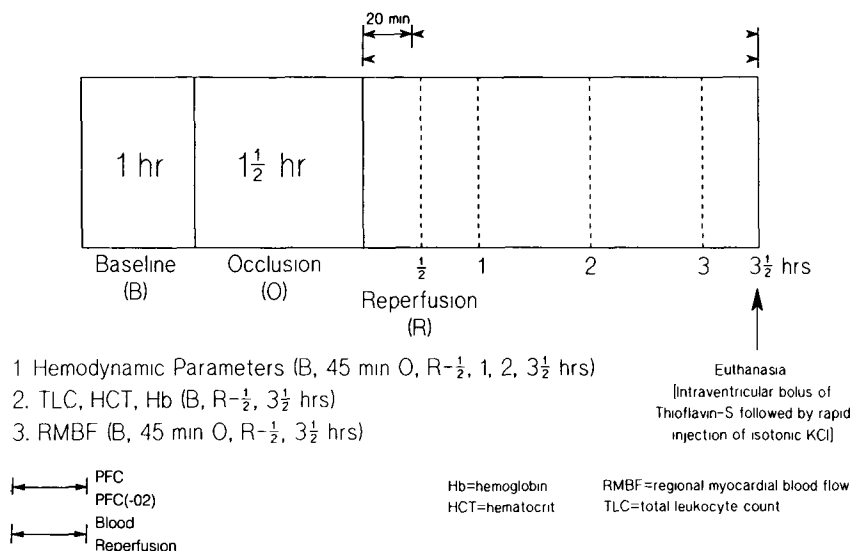 20 min
1 hr
1½ hr
Baseline
(B)
Occlusion
(O)
½
1
2
3
3½ hrs
Reperfusion
(R)
1 Hemodynamic Parameters (B, 45 min O, R-½, 1, 2, 3½ hrs)
2. TLC, HCT, Hb (B, R-½, 3½ hrs)
3. RMBF (B, 45 min O, R-½, 3½ hrs)
Euthanasia
[Intraventricular bolus of
Thioflavin-S followed by rapid
injection of isotonic KCl]
PFC
PFC(-02)
Blood
Reperfusion
Hb=hemoglobin
HCT=hematocrit
RMBF=regional myocardial blood flow
TLC=total leukocyte count